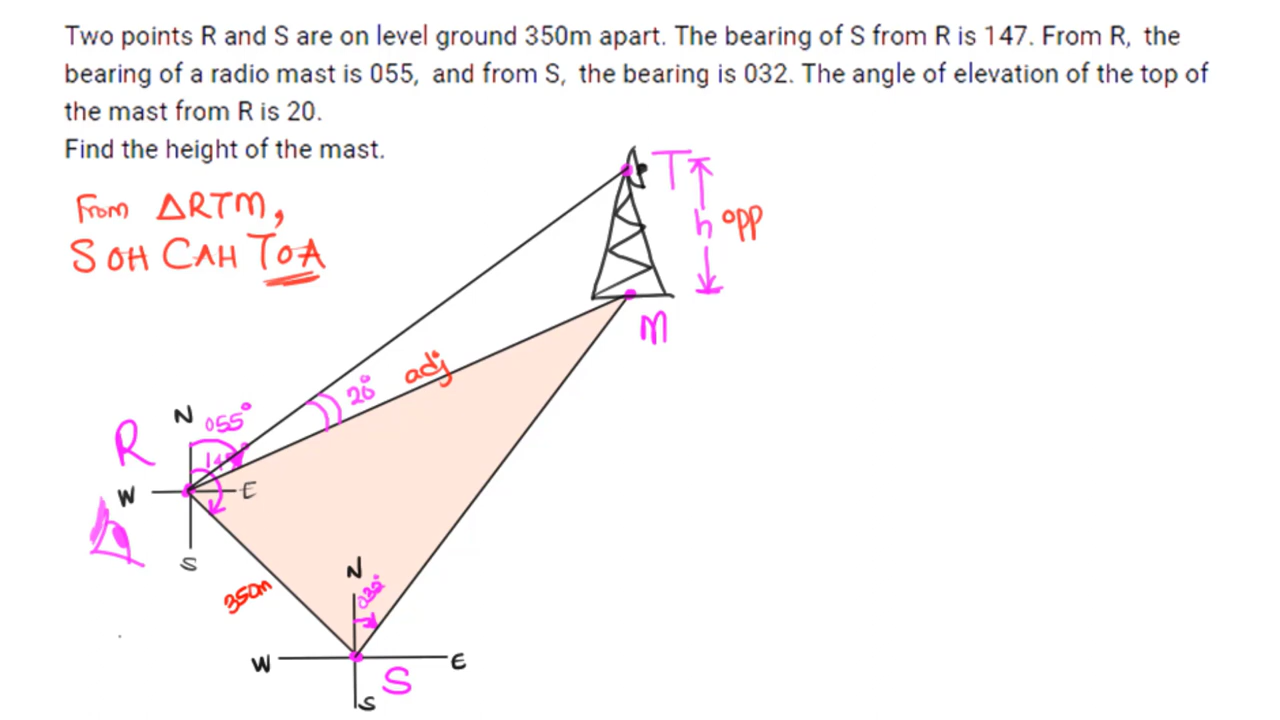 Two points R and S are on level ground 350m apart. The bearing of S from R is 147. From R, the
bearing of a radio mast is 055, and from S, the bearing is 032. The angle of elevation of the top of
the mast from R is 20.
Find the height of the mast.
From △RTM,
SOH CAH TOA
T
h opp
M
adj
20°
N 055°
R
W E
S
350m
N
032°
W E
S
s